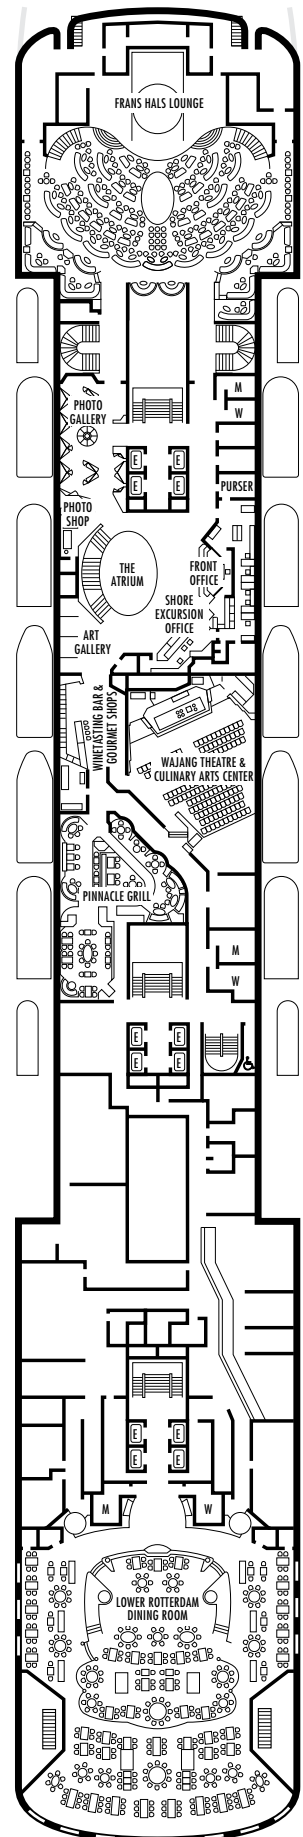 FRANS HALS LOUNGE
M
W
PHOTO
GALLERY
E E
E E
PURSER
PHOTO
SHOP
THE
ATRIUM
FRONT
OFFICE
SHORE
EXCURSION
OFFICE
ART
GALLERY
WINETASTING BAR &
GOURMET SHOPS
WAJANG THEATRE &
CULINARY ARTS CENTER
PINNACLE GRILL
M
W
E E
E E
E E
E E
M W
LOWER ROTTERDAM
DINING ROOM